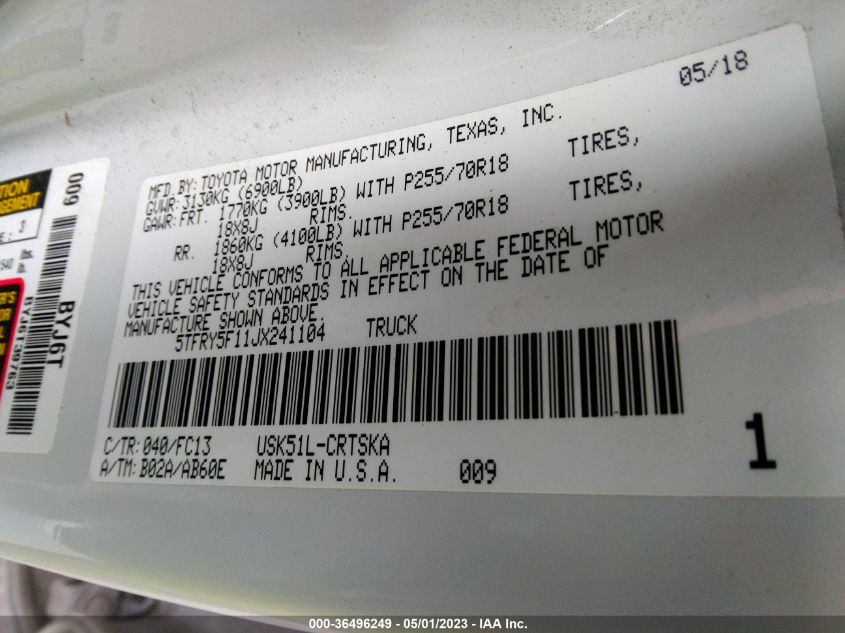 05/18
MFD. BY: TOYOTA MOTOR MANUFACTURING, TEXAS, INC.
GVWR: 3130KG (6900LB)
GAWR: FRT. 1770KG (3900LB) WITH P255/70R18 TIRES,
18X8J RIMS.
RR. 1860KG (4100LB) WITH P255/70R18 TIRES,
18X8J RIMS.
THIS VEHICLE CONFORMS TO ALL APPLICABLE FEDERAL MOTOR
VEHICLE SAFETY STANDARDS IN EFFECT ON THE DATE OF
MANUFACTURE SHOWN ABOVE.
5TFRY5F11JX241104 TRUCK
C/TR: 040/FC13 USK51L-CRTSKA
A/TM: B02A/AB60E MADE IN U.S.A. 009
1
009
BYJ6T
BYJ6T39763
lbs.
lb.
000-36496249 - 05/01/2023 - IAA Inc.